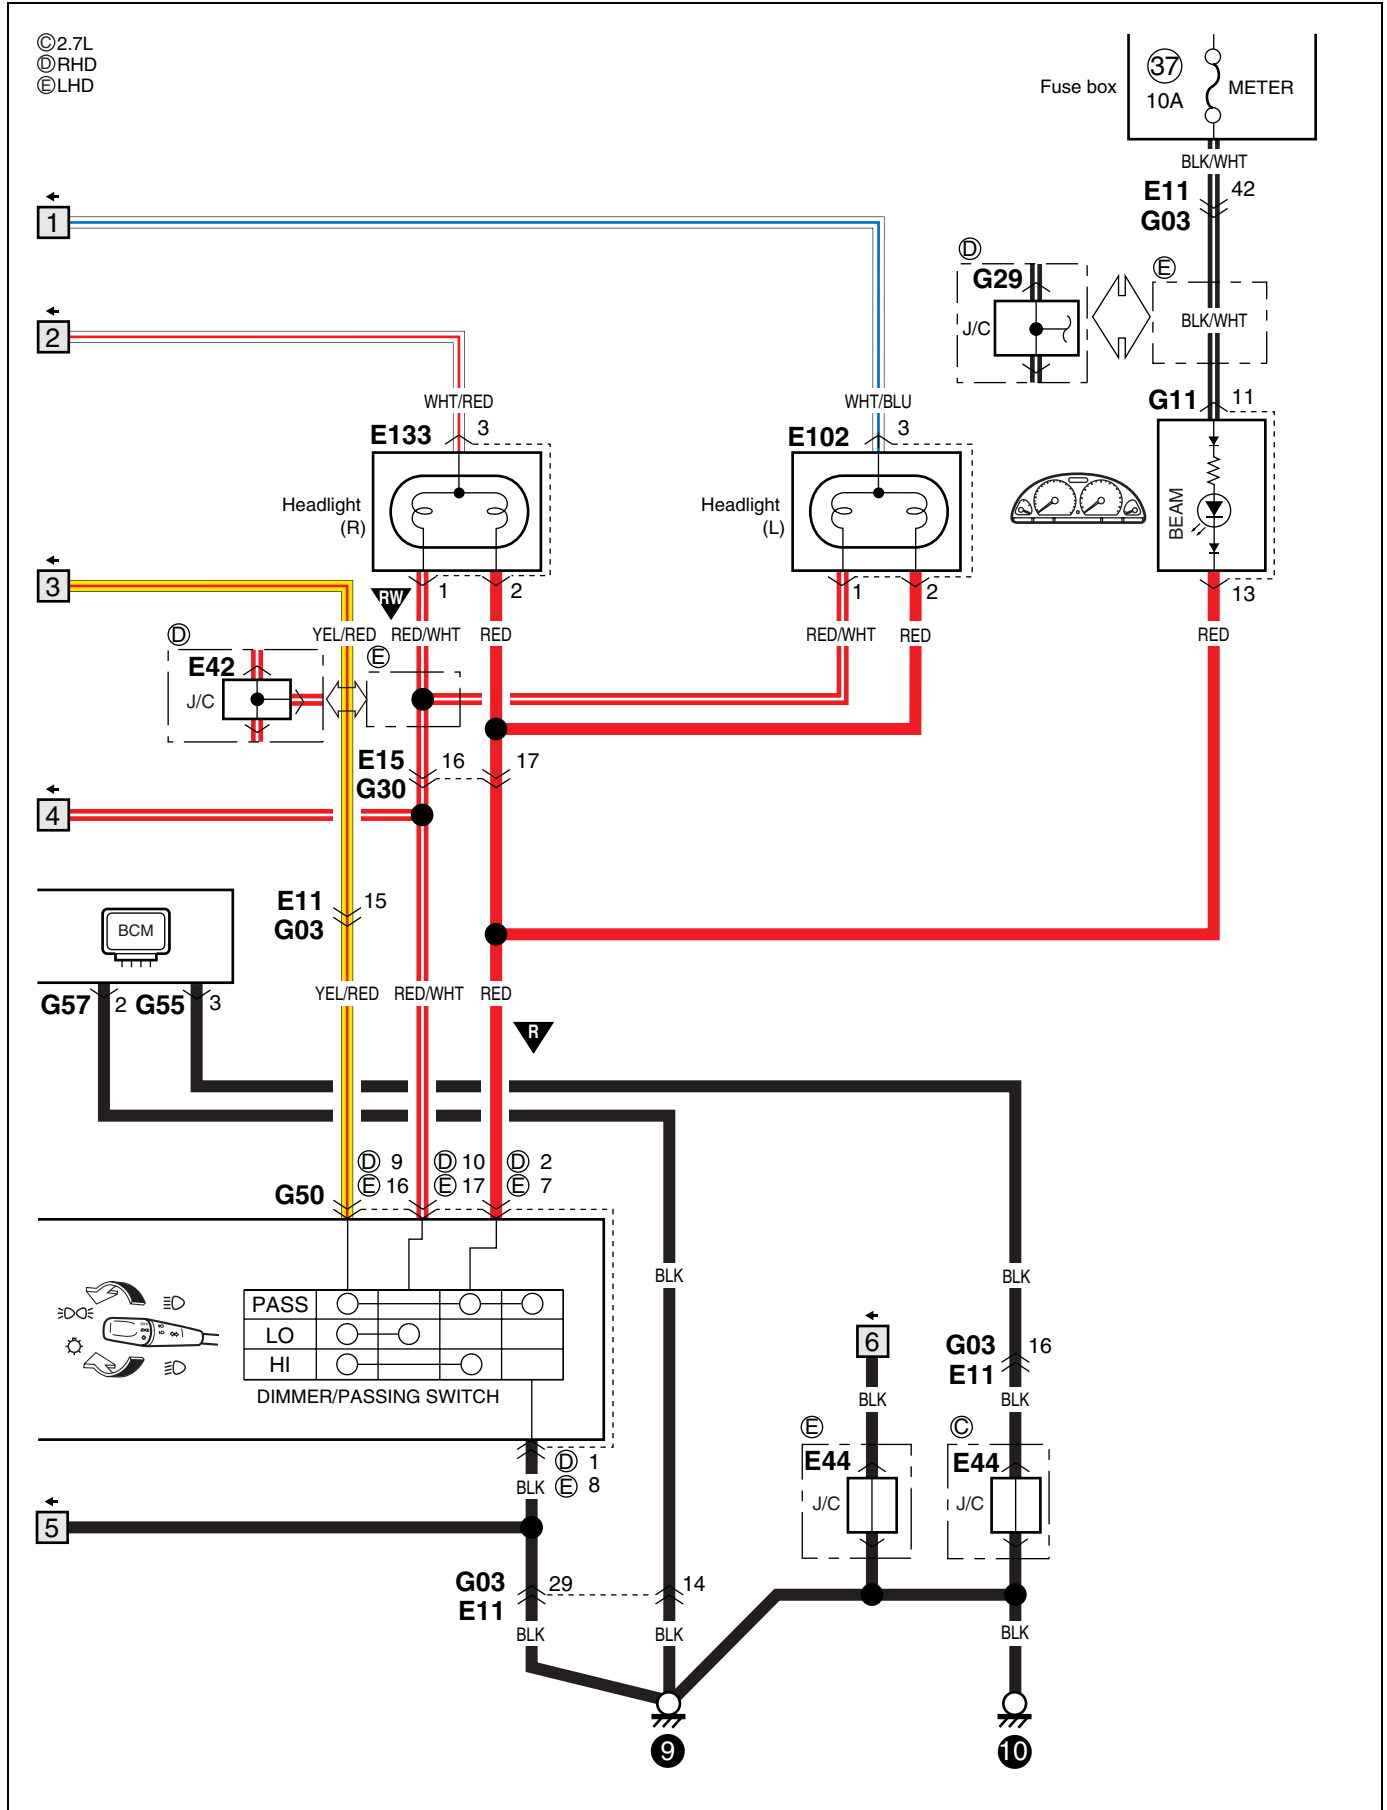 Ⓒ2.7L
ⒹRHD
ⒺLHD
Fuse box
37
10A
METER
BLK/WHT
E11 42
G03
1
Ⓓ
G29
J/C
Ⓔ
BLK/WHT
2
WHT/RED
WHT/BLU
G11 11
E133 3
E102 3
Headlight
(R)
Headlight
(L)
BEAM
3
RW
1 2
1 2
13
YEL/RED RED/WHT RED
RED/WHT RED
RED
Ⓓ
E42
J/C
Ⓔ
E15 16 17
G30
4
E11 15
G03
BCM
G57 2 G55 3
YEL/RED RED/WHT RED
R
Ⓓ 9 Ⓓ 10 Ⓓ 2
Ⓔ 16 Ⓔ 17 Ⓔ 7
G50
BLK
BLK
PASS
LO
HI
DIMMER/PASSING SWITCH
6
G03 16
E11
BLK
BLK
Ⓔ
E44
J/C
Ⓒ
E44
J/C
Ⓓ 1
BLK Ⓔ 8
5
G03 29 14
E11
BLK
BLK
BLK
9
10